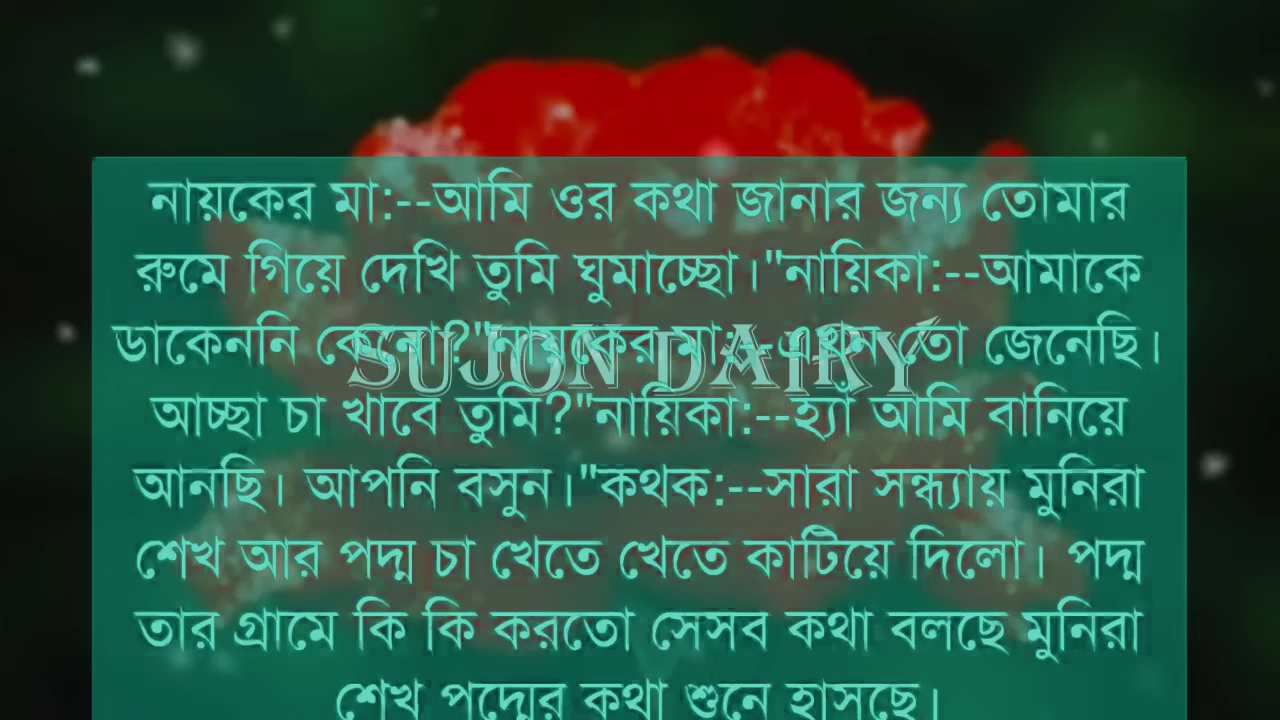 নায়কের মা:--আমি ওর কথা জানার জন্য তোমার
রুমে গিয়ে দেখি তুমি ঘুমাচ্ছো।"নায়িকা:--আমাকে
ডাকেননি কেনো?"নায়কের মা:--এখন তো জেনেছি।
SUJON DAIRY
আচ্ছা চা খাবে তুমি?"নায়িকা:--হ্যাঁ আমি বানিয়ে
আনছি। আপনি বসুন।"কথক:--সারা সন্ধ্যায় মুনিরা
শেখ আর পদ্ম চা খেতে খেতে কাটিয়ে দিলো। পদ্ম
তার গ্রামে কি কি করতো সেসব কথা বলছে মুনিরা
শেখ পদ্মের কথা শুনে হাসছে।